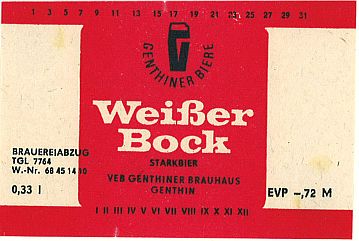 1 3 5 7 9 11 13 15 17 19 21 23 25 27 29 31
GENTHINER BIERE
Weißer
Bock
STARKBIER
VEB GENTHINER BRAUHAUS
GENTHIN
BRAUEREIABZUG
TGL 7764
W.-Nr. 68 45 14 10
0,33 l
EVP -,72 M
I II III IV V VI VII VIII IX X XI XII